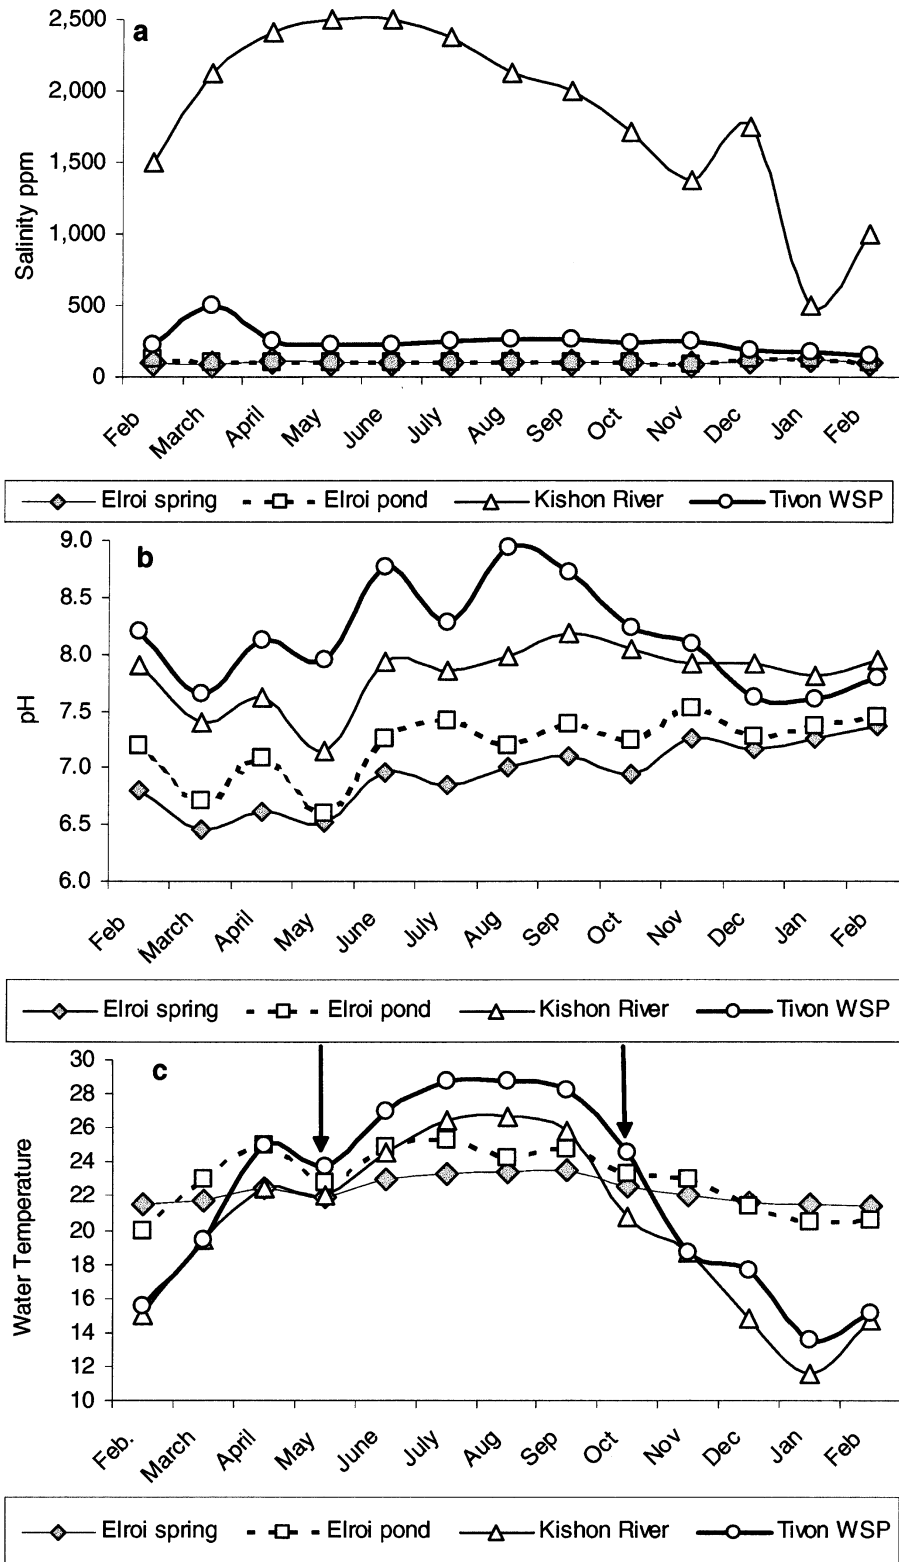 a
Salinity ppm
2,500
2,000
1,500
1,000
500
0
Feb March April May June July Aug Sep Oct Nov Dec Jan Feb
Elroi spring Elroi pond Kishon River Tivon WSP
b
pH
9.0
8.5
8.0
7.5
7.0
6.5
6.0
Feb March April May June July Aug Sep Oct Nov Dec Jan Feb
Elroi spring Elroi pond Kishon River Tivon WSP
c
Water Temperature
30
28
26
24
22
20
18
16
14
12
10
Feb. March April May June July Aug Sep Oct Nov Dec Jan Feb
Elroi spring Elroi pond Kishon River Tivon WSP